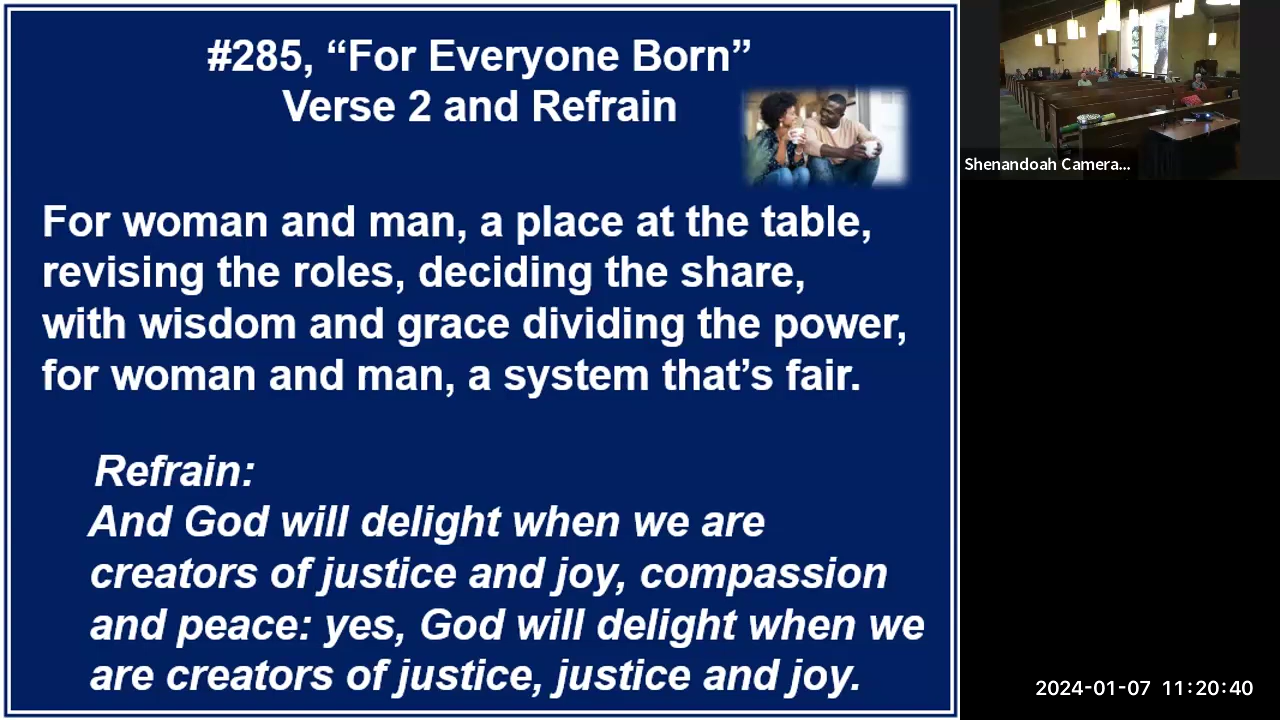 #285, “For Everyone Born”
Verse 2 and Refrain
For woman and man, a place at the table,
revising the roles, deciding the share,
with wisdom and grace dividing the power,
for woman and man, a system that’s fair.
Refrain:
And God will delight when we are
creators of justice and joy, compassion
and peace: yes, God will delight when we
are creators of justice, justice and joy.
Shenandoah Camera...
2024-01-07 11:20:40